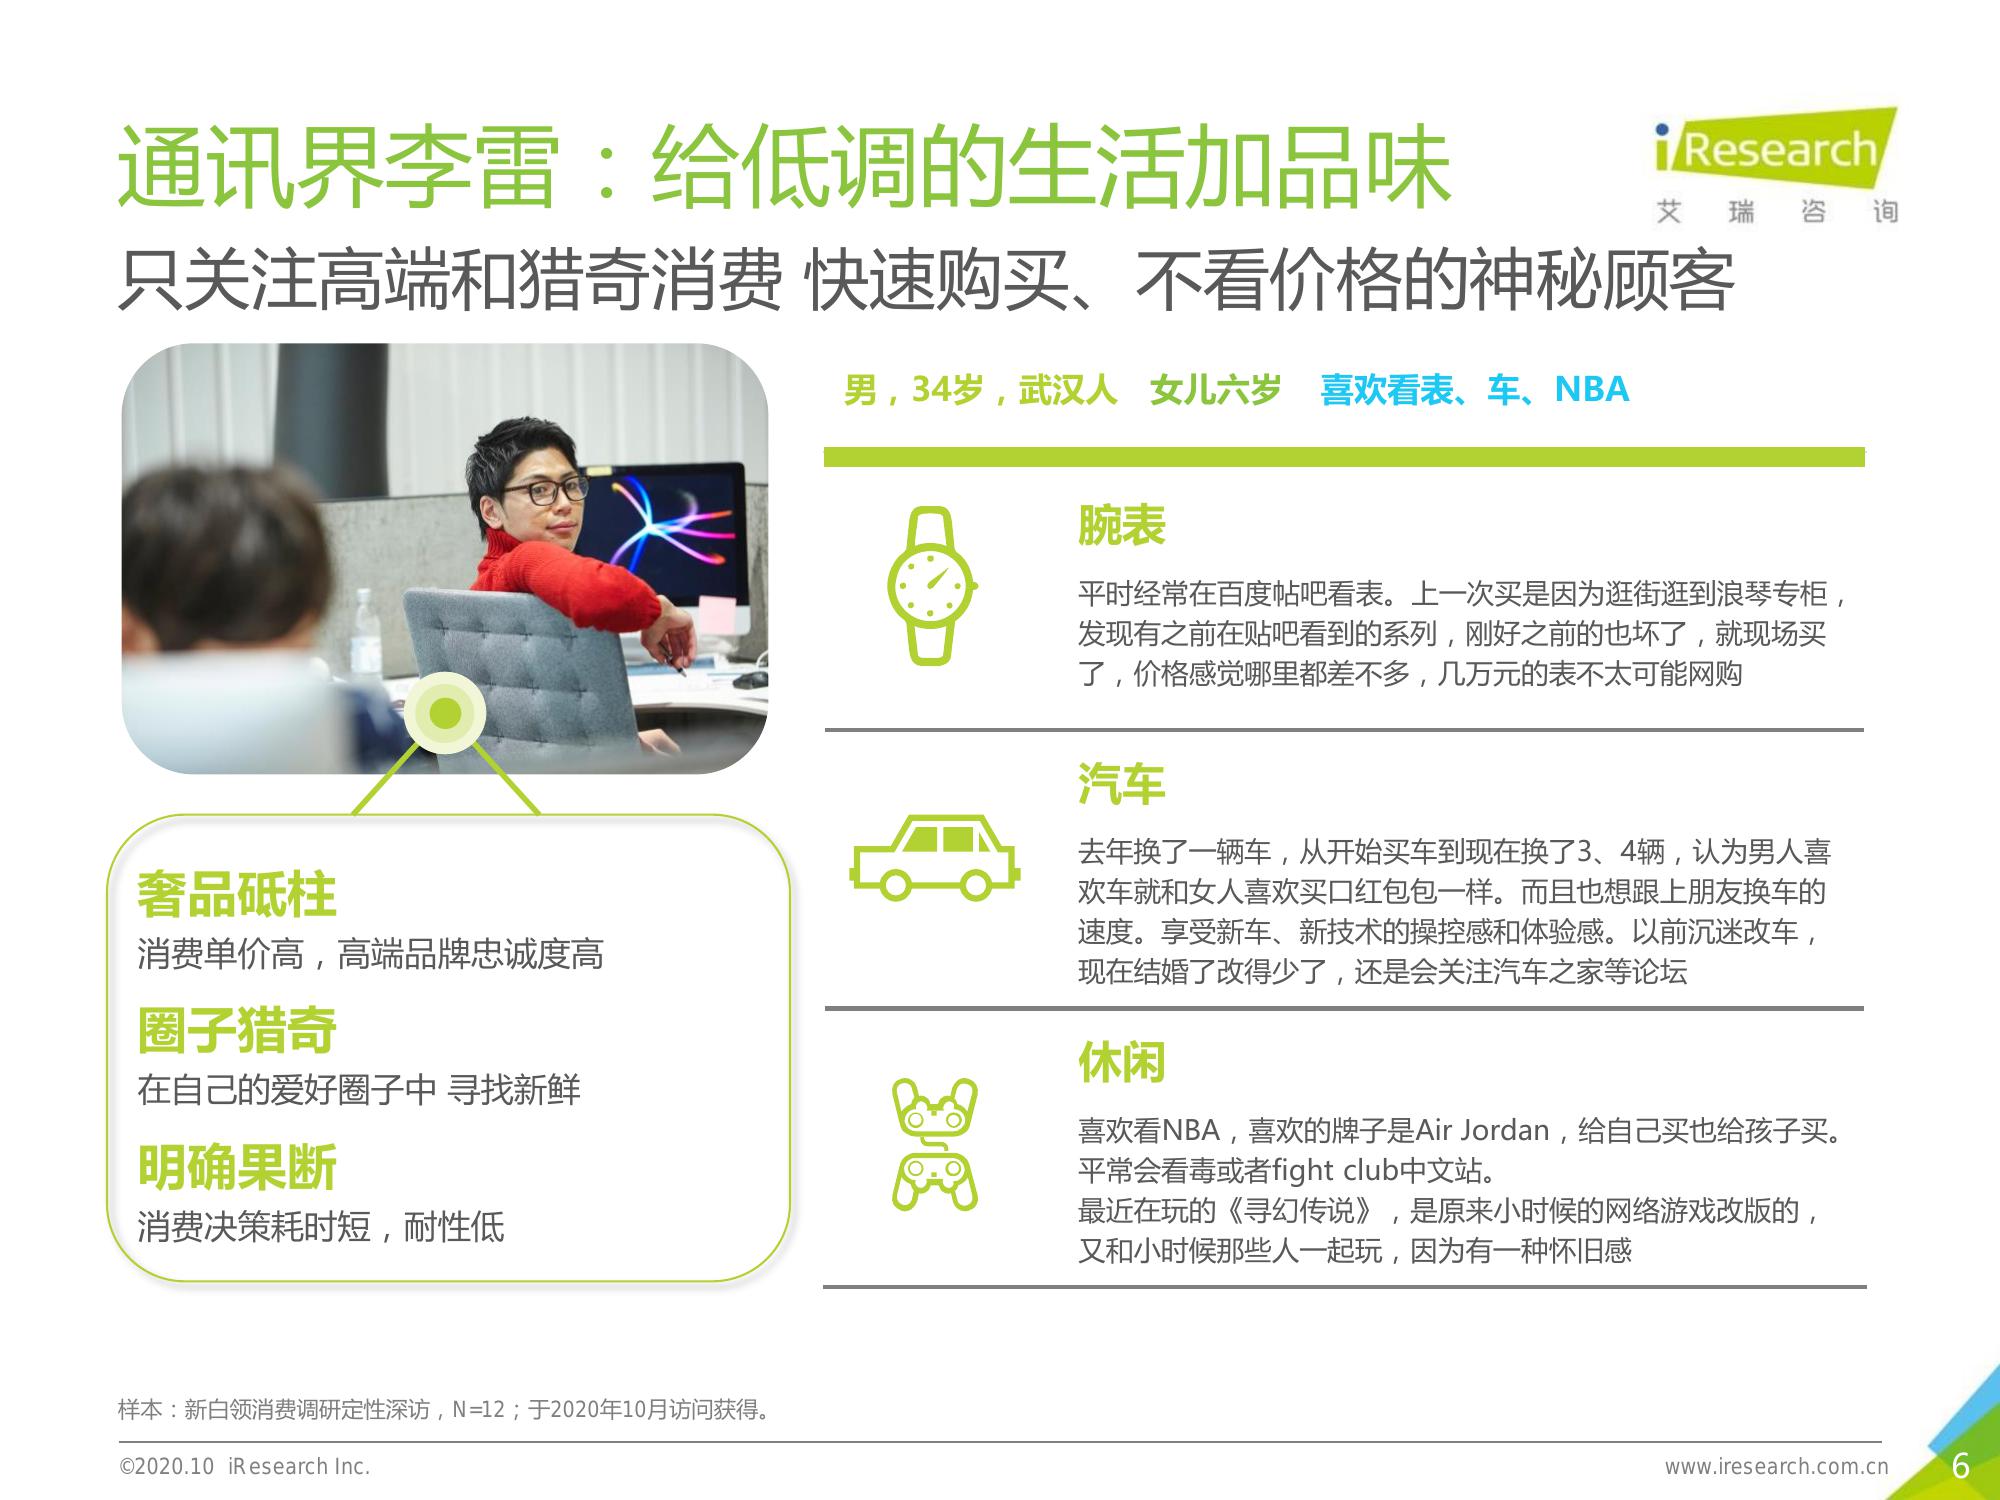 通讯界李雷：给低调的生活加品味
iResearch
艾瑞咨询
只关注高端和猎奇消费 快速购买、不看价格的神秘顾客
男，34岁，武汉人 女儿六岁 喜欢看表、车、NBA
腕表
平时经常在百度帖吧看表。上一次买是因为逛街逛到浪琴专柜，
发现有之前在贴吧看到的系列，刚好之前的也坏了，就现场买
了，价格感觉哪里都差不多，几万元的表不太可能网购
汽车
去年换了一辆车，从开始买车到现在换了3、4辆，认为男人喜
欢车就和女人喜欢买口红包包一样。而且也想跟上朋友换车的
速度。享受新车、新技术的操控感和体验感。以前沉迷改车，
现在结婚了改得少了，还是会关注汽车之家等论坛
休闲
喜欢看NBA，喜欢的牌子是Air Jordan，给自己买也给孩子买。
平常会看毒或者fight club中文站。
最近在玩的《寻幻传说》，是原来小时候的网络游戏改版的，
又和小时候那些人一起玩，因为有一种怀旧感
奢品砥柱
消费单价高，高端品牌忠诚度高
圈子猎奇
在自己的爱好圈子中 寻找新鲜
明确果断
消费决策耗时短，耐性低
样本：新白领消费调研定性深访，N=12；于2020年10月访问获得。
©2020.10 iResearch Inc.
www.iresearch.com.cn
6